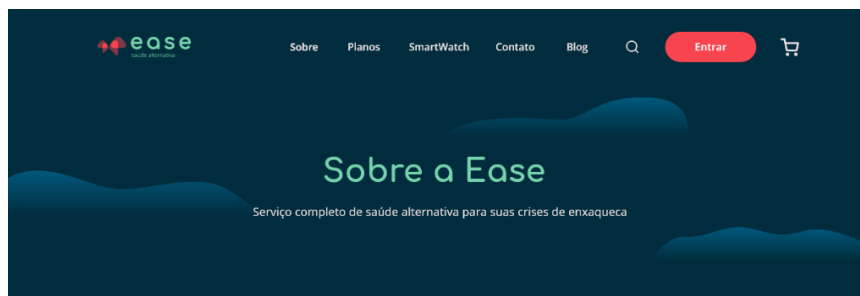 ease
saúde alternativa
Sobre Planos SmartWatch Contato Blog Entrar
Sobre a Ease
Serviço completo de saúde alternativa para suas crises de enxaqueca